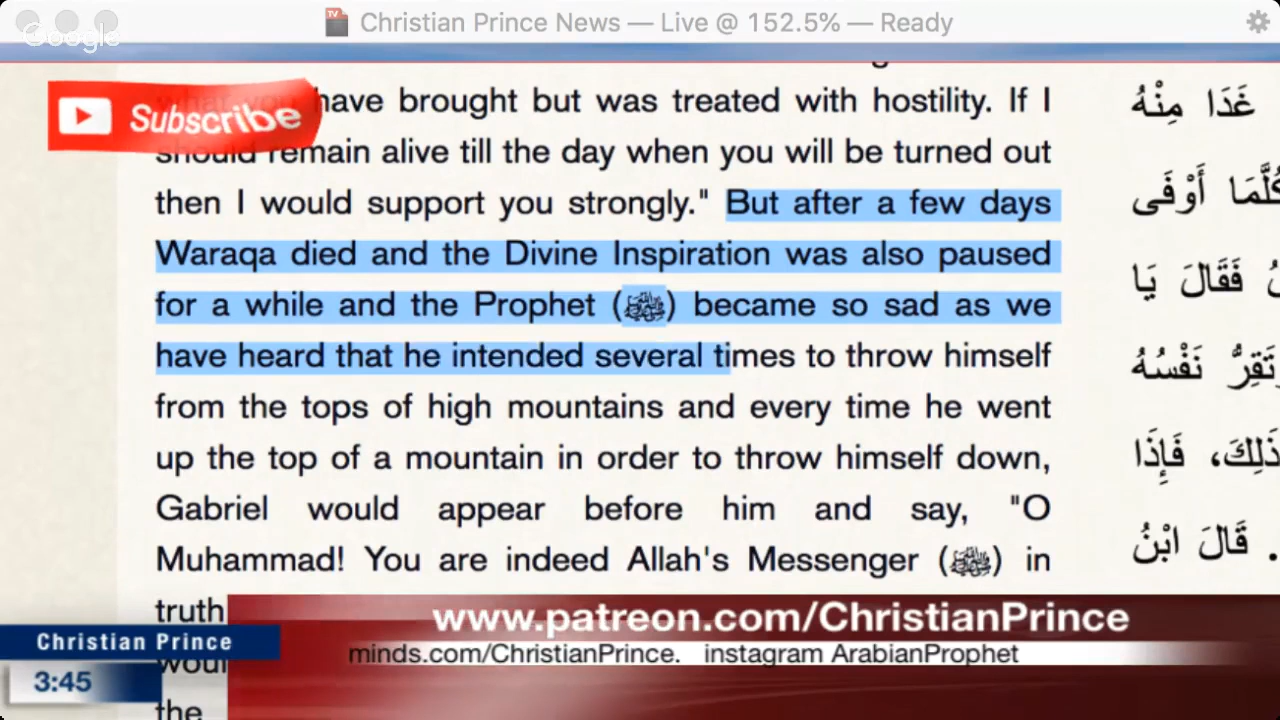 Christian Prince News — Live @ 152.5% — Ready
Google
Subscribe
what you have brought but was treated with hostility. If I
should remain alive till the day when you will be turned out
then I would support you strongly." But after a few days
Waraqa died and the Divine Inspiration was also paused
for a while and the Prophet (ﷺ) became so sad as we
have heard that he intended several times to throw himself
from the tops of high mountains and every time he went
up the top of a mountain in order to throw himself down,
Gabriel would appear before him and say, "O
Muhammad! You are indeed Allah's Messenger (ﷺ) in
truth
the
غَدَا مِنْهُ
كُلَّمَا أَوْفَى
فَقَالَ يَا
وَتَقِرُّ نَفْسُهُ
ذَلِكَ، فَإِذَا
. قَالَ ابْنُ
www.patreon.com/ChristianPrince
Christian Prince
minds.com/ChristianPrince. instagram ArabianProphet
3:45